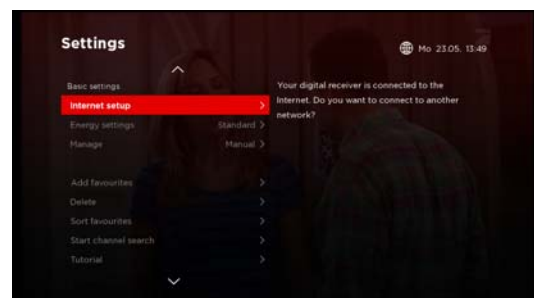 Settings
Mo 23.05. 13:49
Basic settings
Internet setup
Energy settings Standard
Manage Manual
Add favourites
Delete
Sort favourites
Start channel search
Tutorial
Your digital receiver is connected to the
Internet. Do you want to connect to another
network?